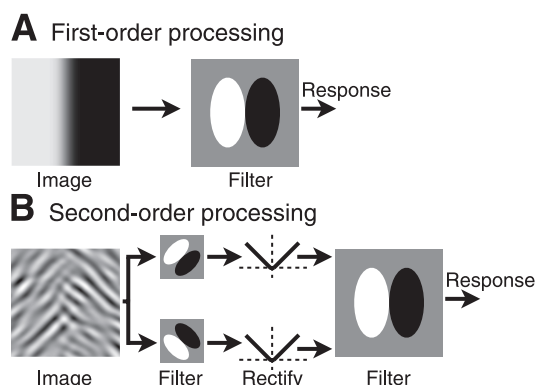 A First-order processing
Response
Image Filter
B Second-order processing
Response
Image Filter Rectify Filter